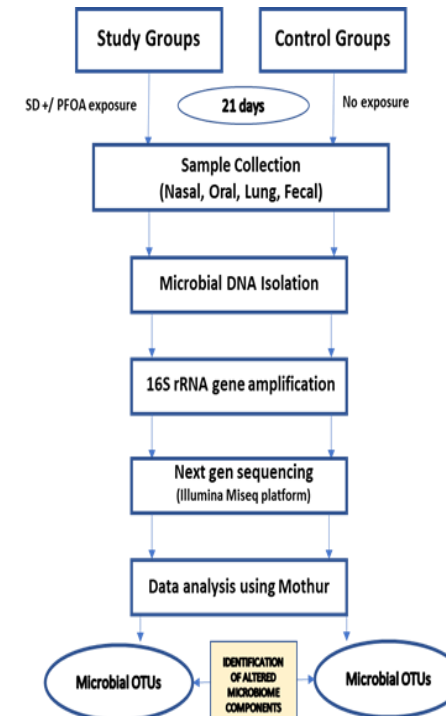 Study Groups
Control Groups
SD +/ PFOA exposure
21 days
No exposure
Sample Collection
(Nasal, Oral, Lung, Fecal)
Microbial DNA Isolation
16S rRNA gene amplification
Next gen sequencing
(Illumina Miseq platform)
Data analysis using Mothur
Microbial OTUs
IDENTIFICATION
OF ALTERED
MICROBIOME
COMPONENTS
Microbial OTUs